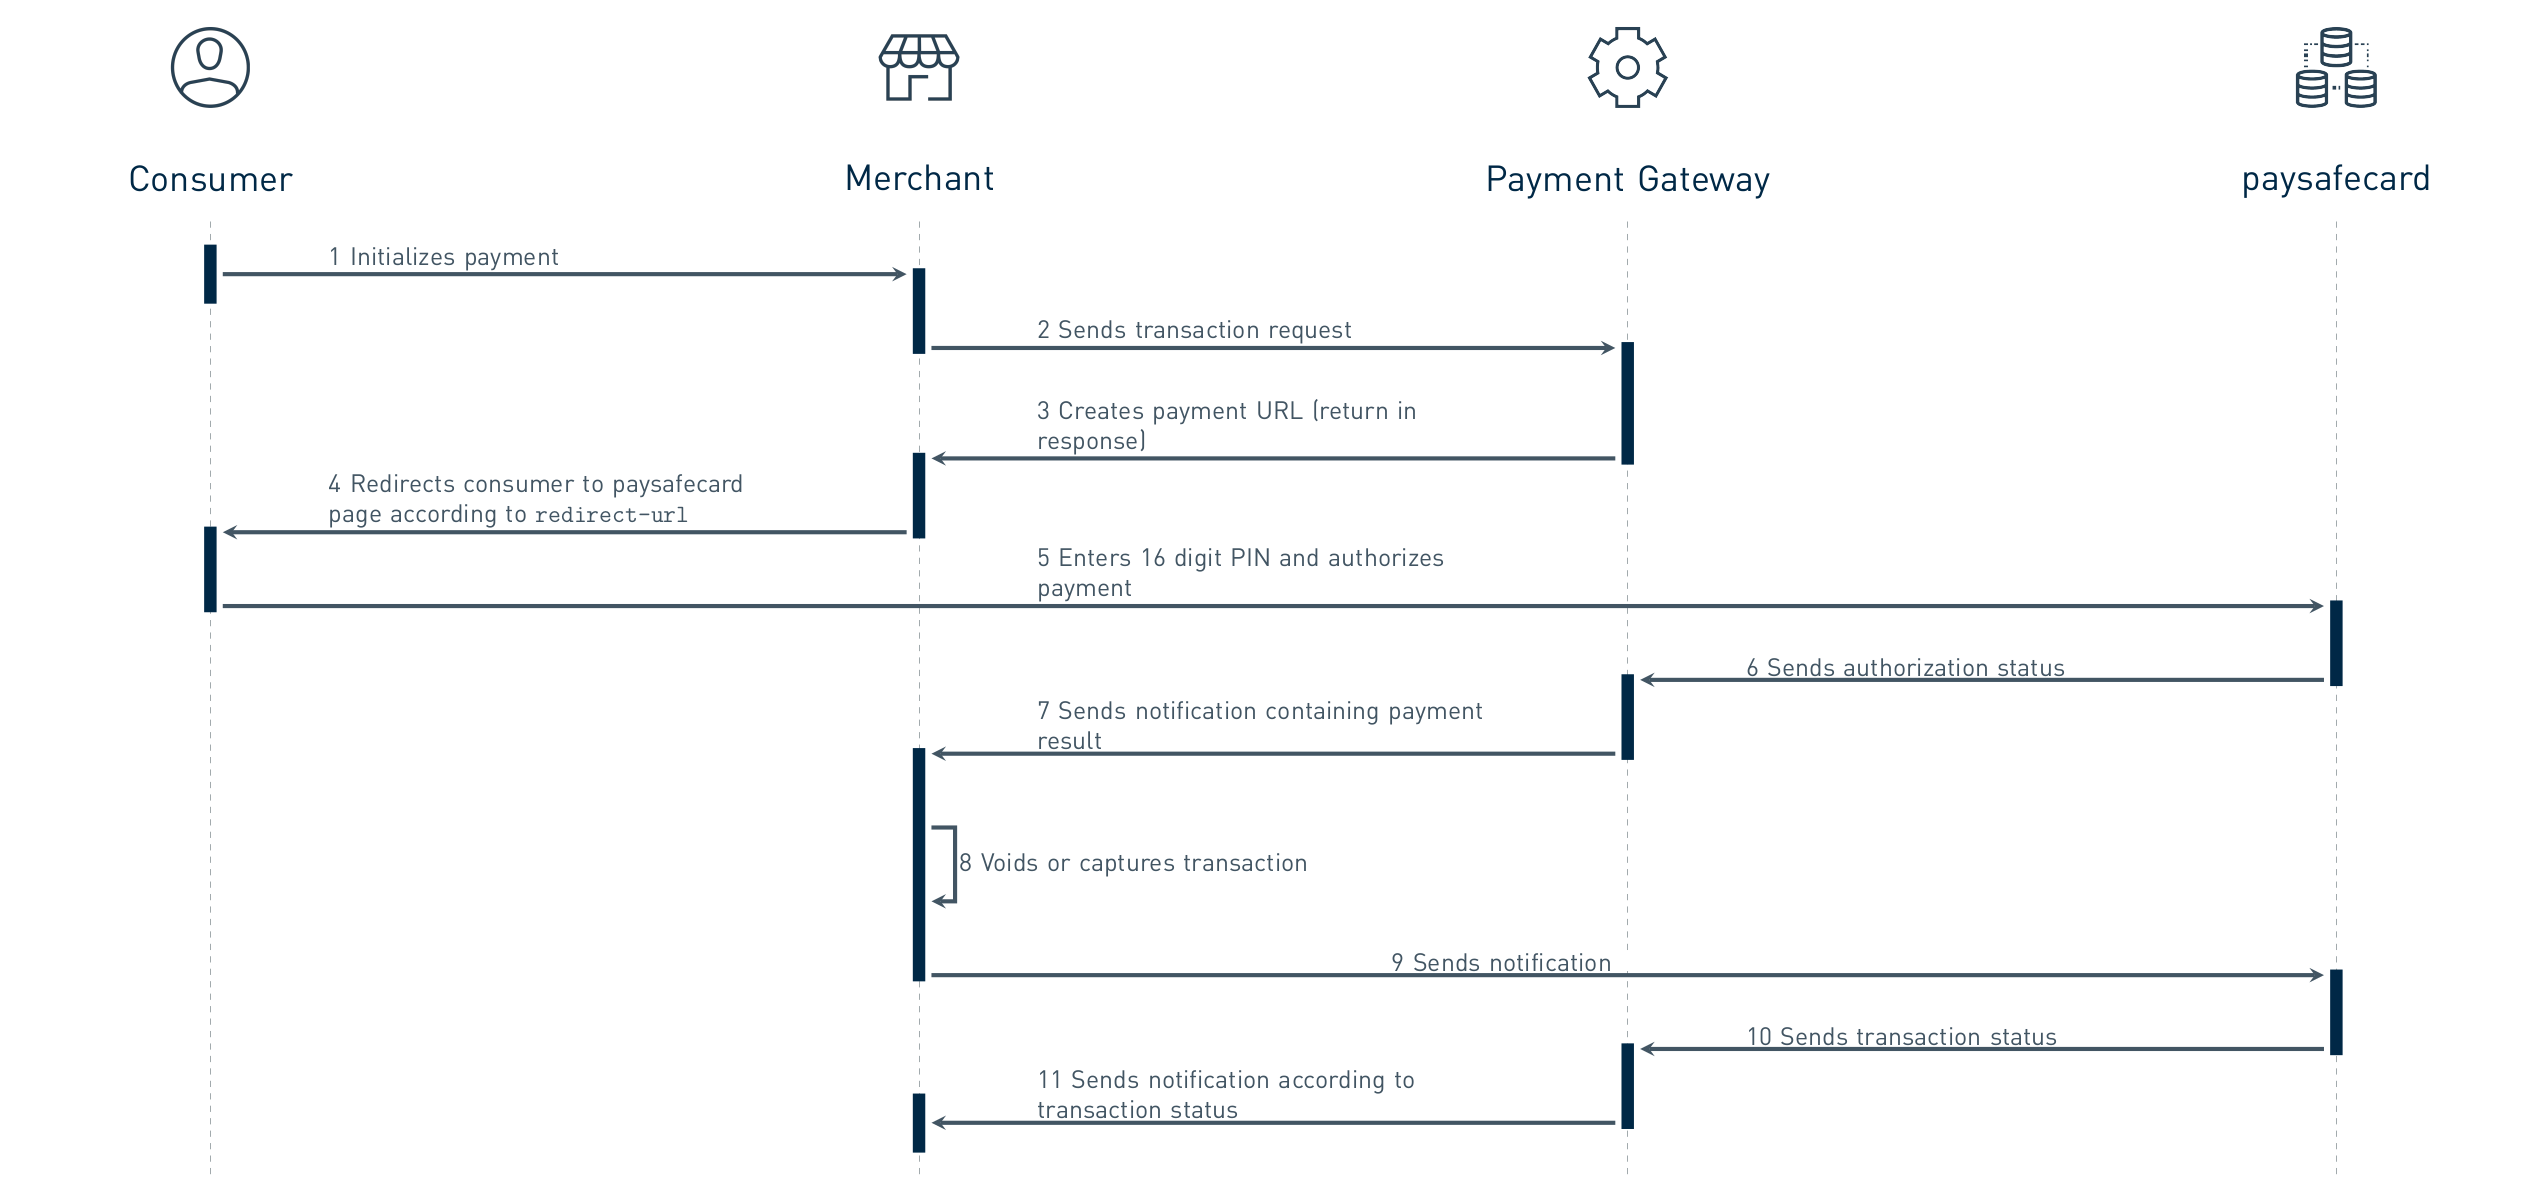 Consumer
Merchant
Payment Gateway
paysafecard
1 Initializes payment
2 Sends transaction request
3 Creates payment URL (return in
response)
4 Redirects consumer to paysafecard
page according to redirect-url
5 Enters 16 digit PIN and authorizes
payment
6 Sends authorization status
7 Sends notification containing payment
result
8 Voids or captures transaction
9 Sends notification
10 Sends transaction status
11 Sends notification according to
transaction status